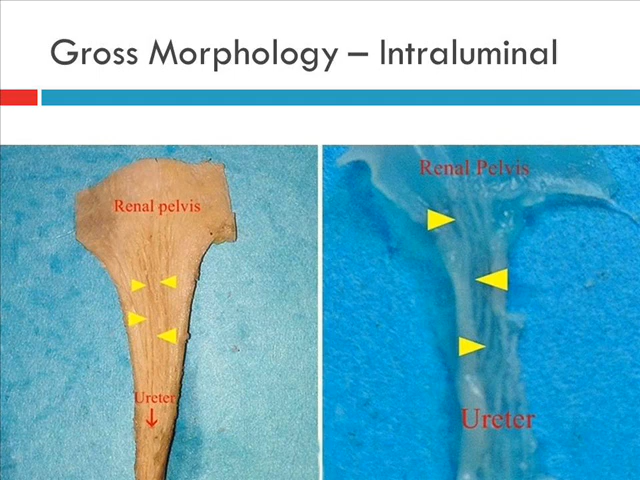 Gross Morphology – Intraluminal
Renal pelvis
Ureter
Renal Pelvis
Ureter